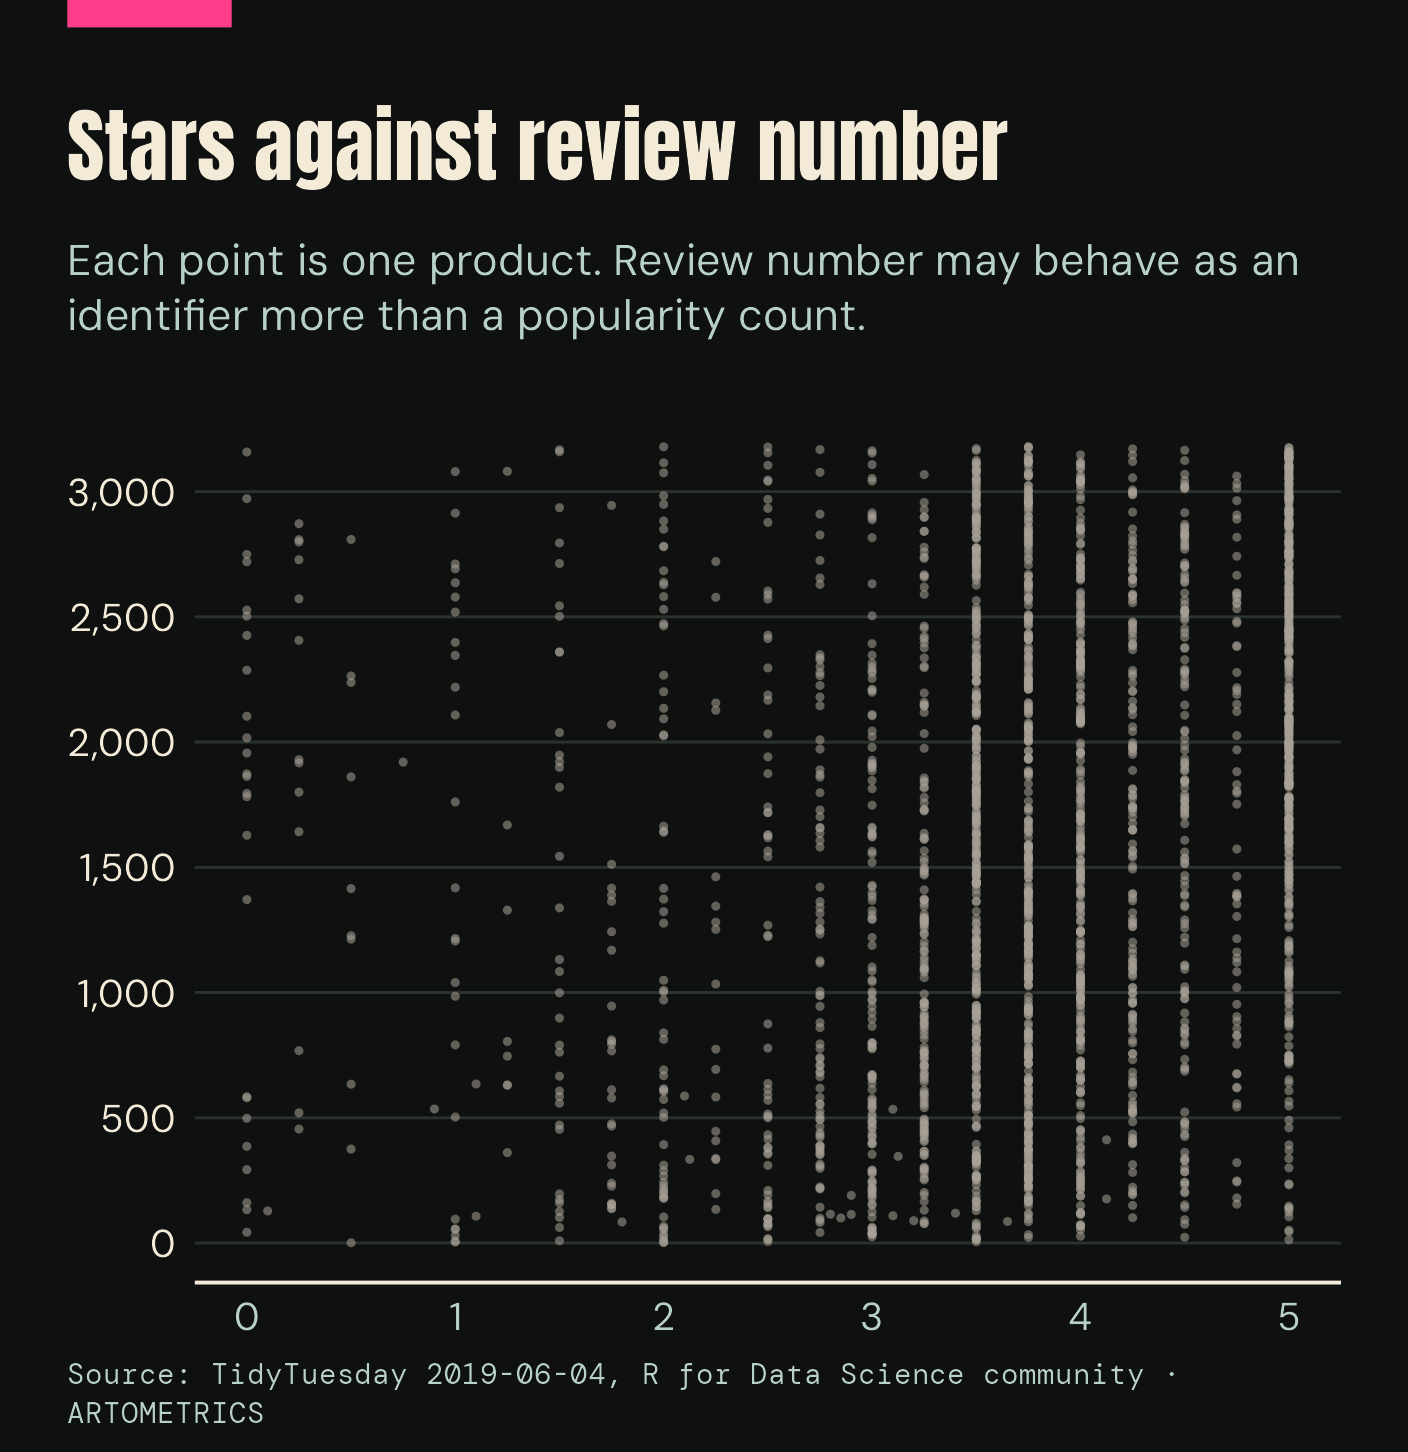 Stars against review number
Each point is one product. Review number may behave as an
identifier more than a popularity count.
3,000
2,500
2,000
1,500
1,000
500
0
0 1 2 3 4 5
Source: TidyTuesday 2019-06-04, R for Data Science community ·
ARTOMETRICS